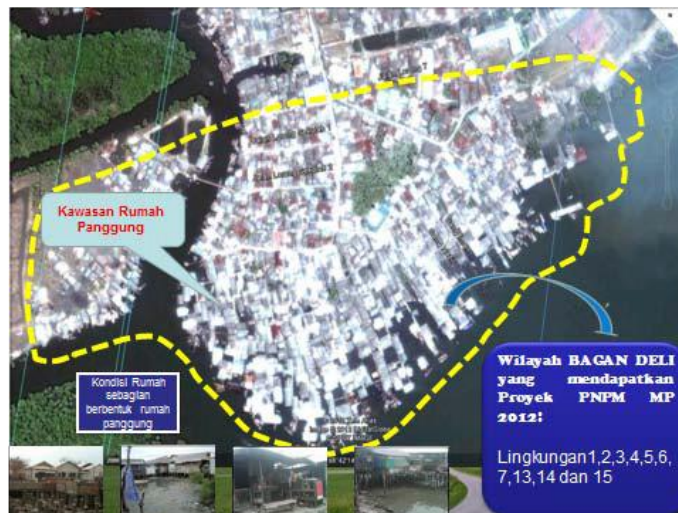 Kawasan Rumah
Panggung
Kondisi Rumah
sebagian
berbentuk rumah
panggung
Wilayah BAGAN DELI
yang mendapatkan
Proyek PNPM MP
2012:
Lingkungan1,2,3,4,5,6,
7,13,14 dan 15